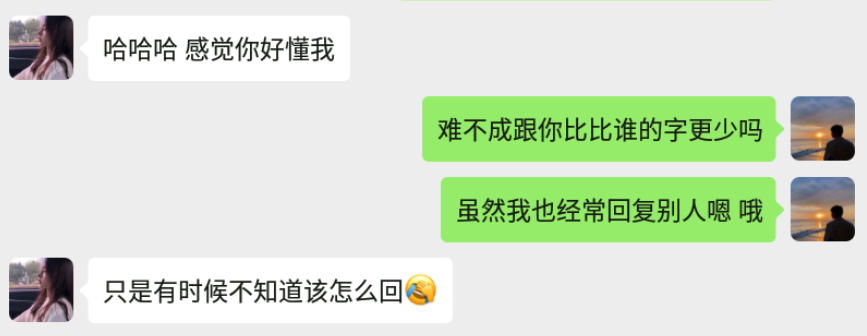 哈哈哈 感觉你好懂我
难不成跟你比比谁的字更少吗
虽然我也经常回复别人嗯 哦
只是有时候不知道该怎么回🤣